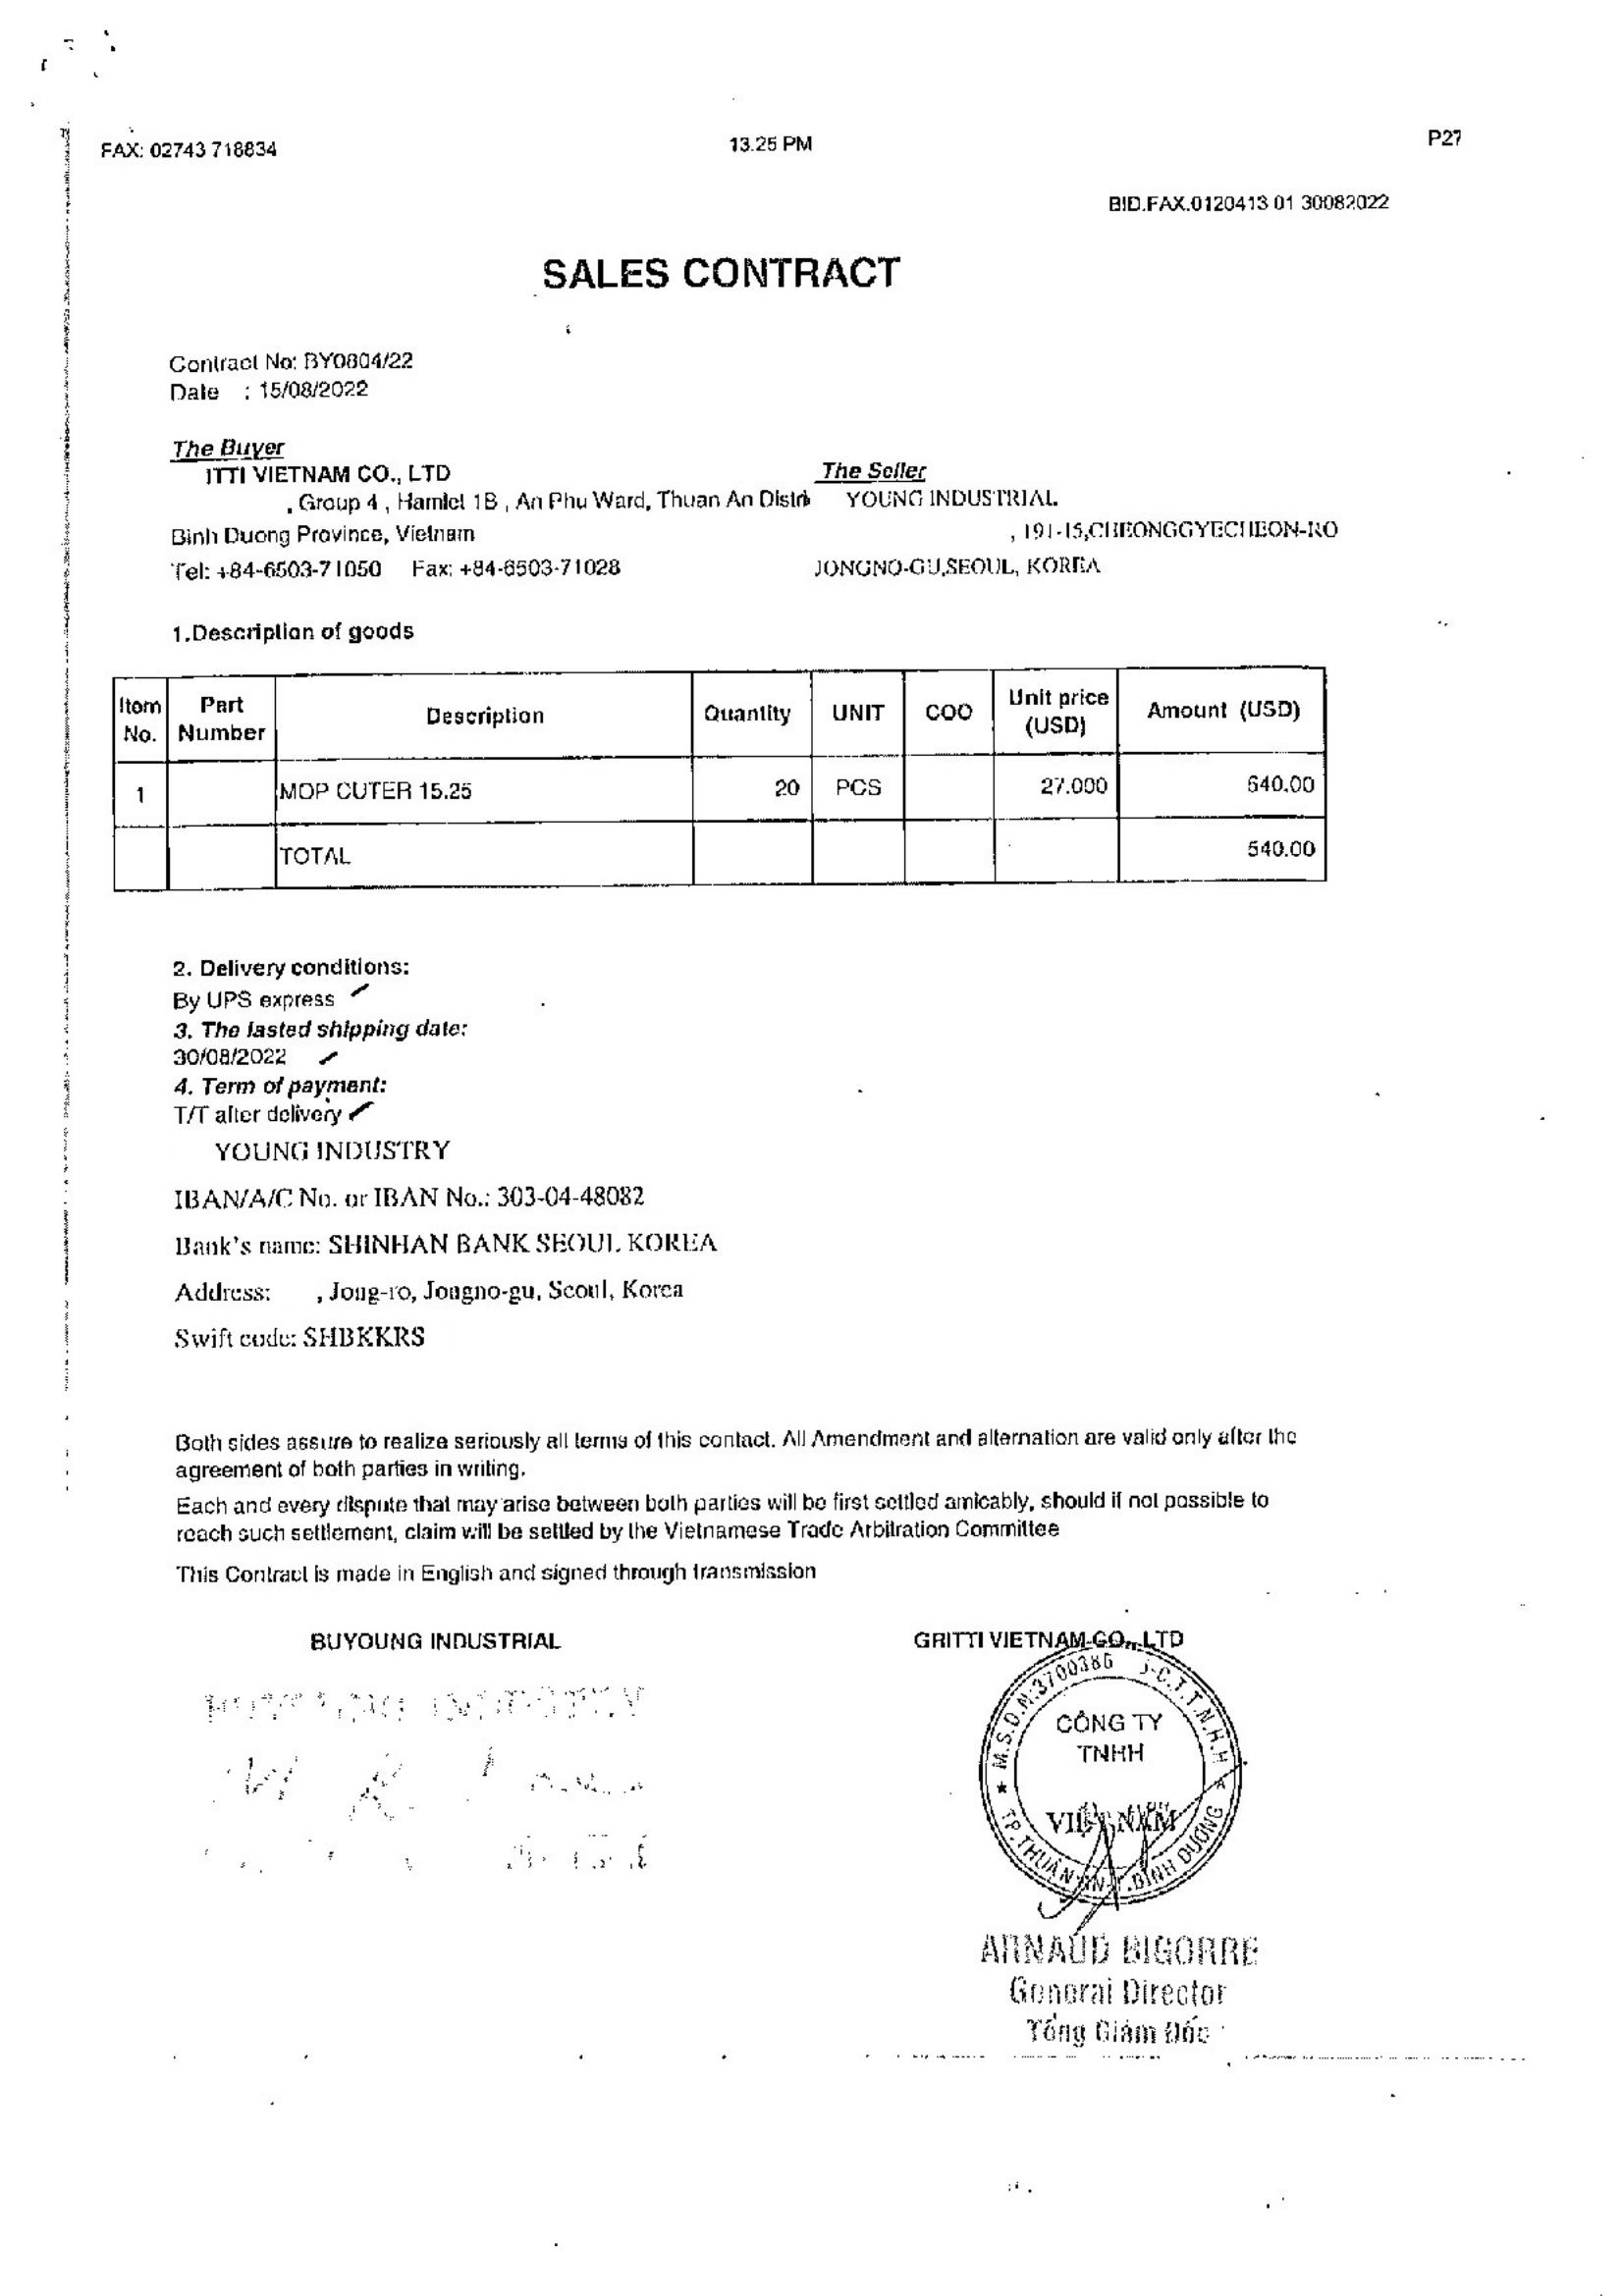 FAX: 02743 718834 13.25 PM P27
BID.FAX.0120413 01 30082022
SALES CONTRACT
Contract No: BY0804/22
Date : 15/08/2022
The Buyer
ITTI VIETNAM CO., LTD The Seller
, Group 4 , Hamlet 1B , An Phu Ward, Thuan An Distri YOUNG INDUSTRIAL
Binh Duong Province, Vietnam , 191-15,CHEONGGYECHEON-RO
Tel: +84-6503-71050 Fax: +84-6503-71028 JONGNO-GU,SEOUL, KOREA
1.Description of goods
Item No. Part Number Description Quantity UNIT COO Unit price (USD) Amount (USD)
1 MOP CUTER 15.25 20 PCS 27.000 540.00
TOTAL 540.00
2. Delivery conditions:
By UPS express
3. The lasted shipping date:
30/08/2022
4. Term of payment:
T/T after delivery
YOUNG INDUSTRY
IBAN/A/C No. or IBAN No.: 303-04-48082
Bank's name: SHINHAN BANK SEOUL KOREA
Address: , Jong-ro, Jongno-gu, Seoul, Korea
Swift code: SHBKKRS
Both sides assure to realize seriously all terms of this contact. All Amendment and alternation are valid only after the
agreement of both parties in writing.
Each and every dispute that may arise between both parties will be first settled amicably, should if not possible to
reach such settlement, claim will be settled by the Vietnamese Trade Arbitration Committee
This Contract is made in English and signed through transmission
BUYOUNG INDUSTRIAL GRITTI VIETNAM CO., LTD
M.S.D.N:3700386 -C.T.T.N.H.H
CÔNG TY
TNHH
VIỆT NAM
TP.THUẬN AN-T.BÌNH DƯƠNG
ARNAUD BIGORRE
General Director
Tổng Giám Đốc